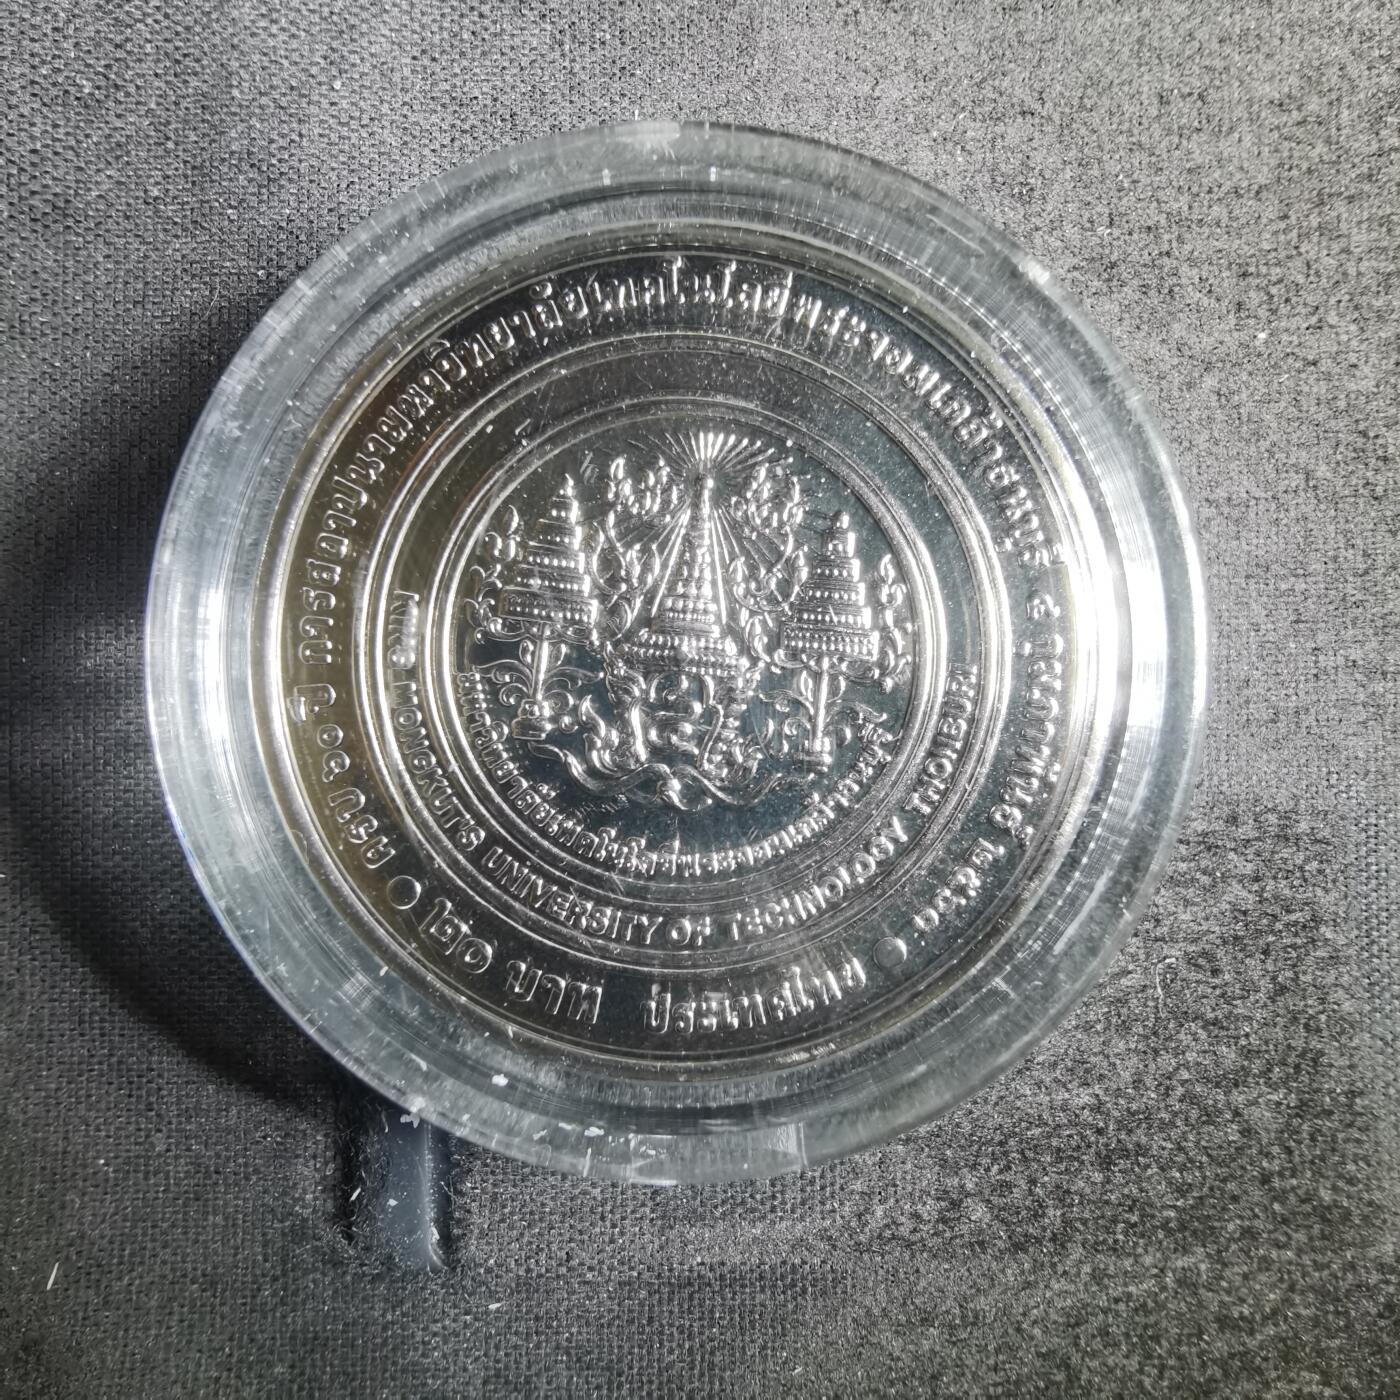 ครบ ๖๐ ปี การสถาปนามหาวิทยาลัยเทคโนโลยีพระจอมเกล้าธนบุรี ๔ กุมภาพันธ์ ๒๕๖๓
มหาวิทยาลัยเทคโนโลยีพระจอมเกล้าธนบุรี
KING MONGKUT'S UNIVERSITY OF TECHNOLOGY THONBURI
๒๐ บาท ประเทศไทย